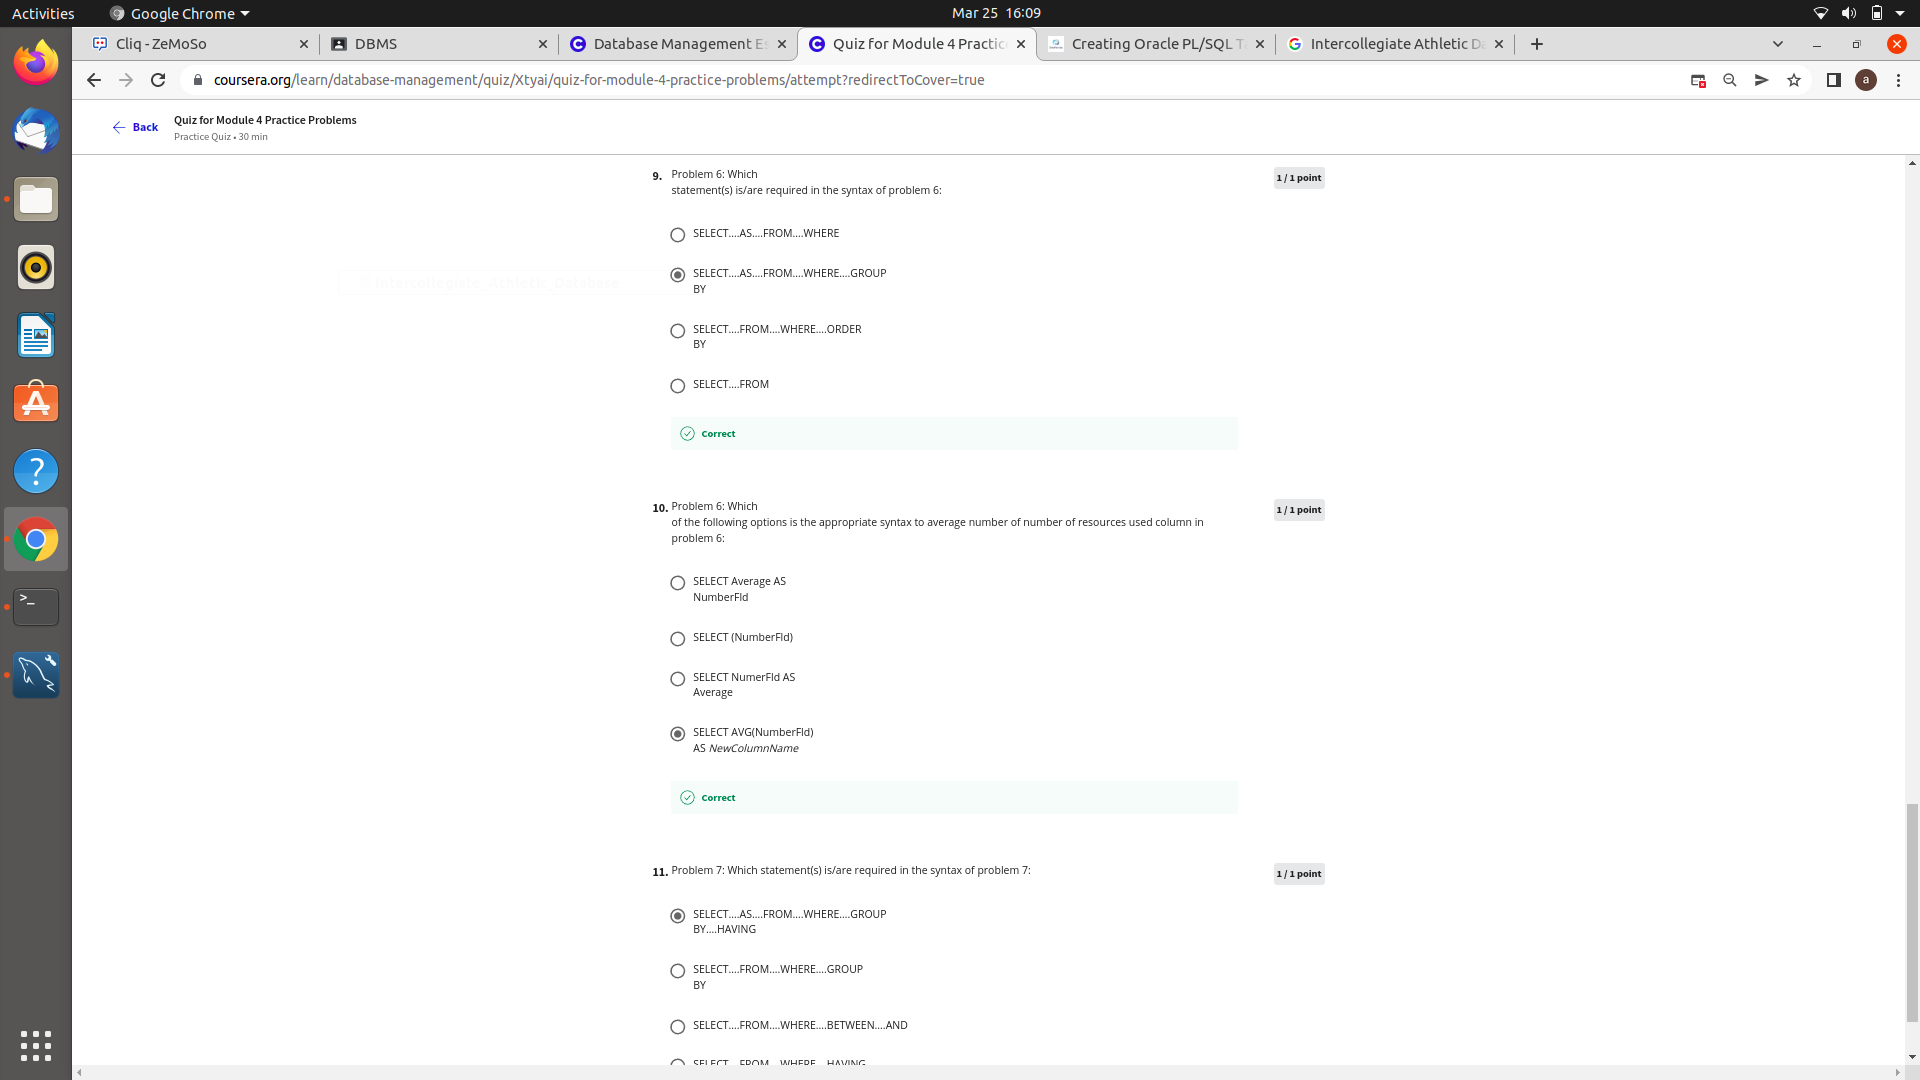 Activities
Google Chrome
Mar 25 16:09
Cliq - ZeMoSo
DBMS
Database Management Es
Quiz for Module 4 Practic
Creating Oracle PL/SQL T
Intercollegiate Athletic Da
coursera.org/learn/database-management/quiz/Xtyai/quiz-for-module-4-practice-problems/attempt?redirectToCover=true
a
Back
Quiz for Module 4 Practice Problems
Practice Quiz • 30 min
9. Problem 6: Which
statement(s) is/are required in the syntax of problem 6:
1 / 1 point
SELECT....AS....FROM....WHERE
SELECT....AS....FROM....WHERE....GROUP
BY
SELECT....FROM....WHERE....ORDER
BY
SELECT....FROM
Correct
10. Problem 6: Which
of the following options is the appropriate syntax to average number of number of resources used column in
problem 6:
1 / 1 point
SELECT Average AS
NumberFld
SELECT (NumberFld)
SELECT NumerFld AS
Average
SELECT AVG(NumberFld)
AS NewColumnName
Correct
11. Problem 7: Which statement(s) is/are required in the syntax of problem 7:
1 / 1 point
SELECT....AS....FROM....WHERE....GROUP
BY....HAVING
SELECT....FROM....WHERE....GROUP
BY
SELECT....FROM....WHERE....BETWEEN....AND
SELECT....FROM....WHERE....HAVING